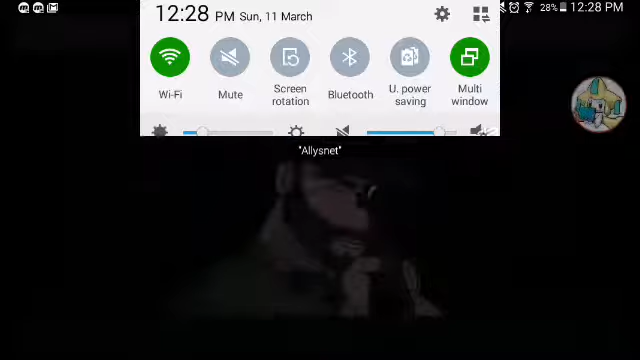 12:28 PM Sun, 11 March
28% 12:28 PM
Wi-Fi
Mute
Screen rotation
Bluetooth
U. power saving
Multi window
"Allysnet"